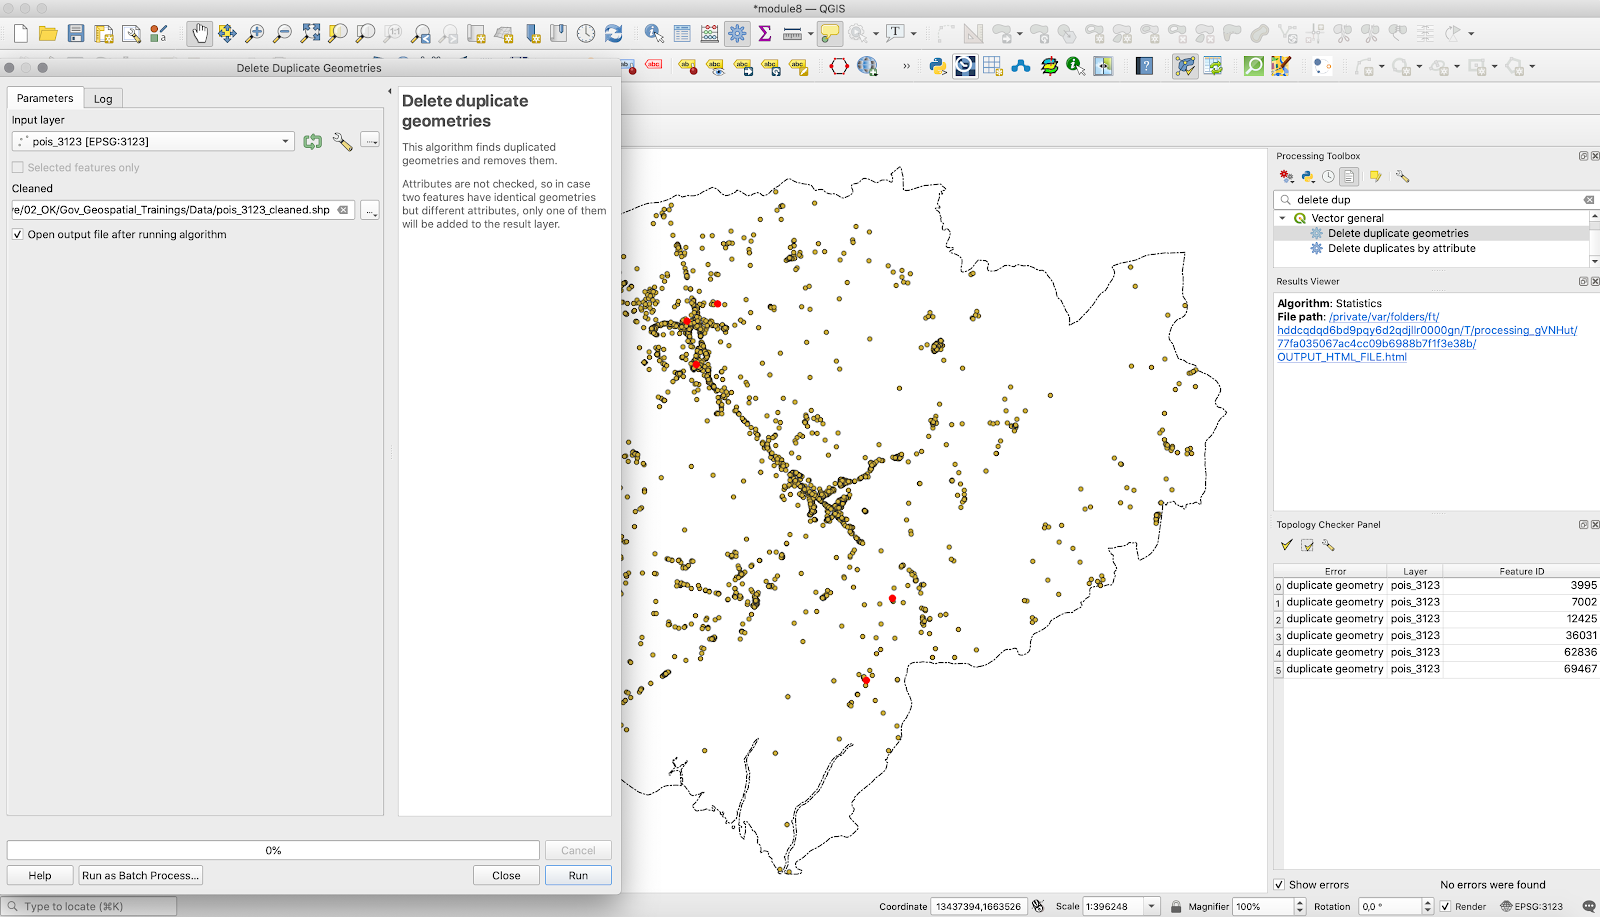 *module8 — QGIS
Delete Duplicate Geometries
Parameters
Log
Input layer
pois_3123 [EPSG:3123]
Selected features only
Cleaned
/e/02_OK/Gov_Geospatial_Trainings/Data/pois_3123_cleaned.shp
Open output file after running algorithm
Delete duplicate
geometries
This algorithm finds duplicated
geometries and removes them.
Attributes are not checked, so in case
two features have identical geometries
but different attributes, only one of them
will be added to the result layer.
0%
Cancel
Help
Run as Batch Process...
Close
Run
Type to locate (⌘K)
Processing Toolbox
delete dup
Vector general
Delete duplicate geometries
Delete duplicates by attribute
Results Viewer
Algorithm: Statistics
File path: /private/var/folders/ft/
hddcqdqd6bd9pqy6d2qdjllr0000gn/T/processing_gVNHut/
77fa035067ac4cc09b6988b7f1f3e38b/
OUTPUT_HTML_FILE.html
Topology Checker Panel
Error Layer Feature ID
0 duplicate geometry pois_3123 3995
1 duplicate geometry pois_3123 7002
2 duplicate geometry pois_3123 12425
3 duplicate geometry pois_3123 36031
4 duplicate geometry pois_3123 62836
5 duplicate geometry pois_3123 69467
Show errors
No errors were found
Coordinate 13437394,1663526 Scale 1:396248 Magnifier 100% Rotation 0,0 ° Render EPSG:3123